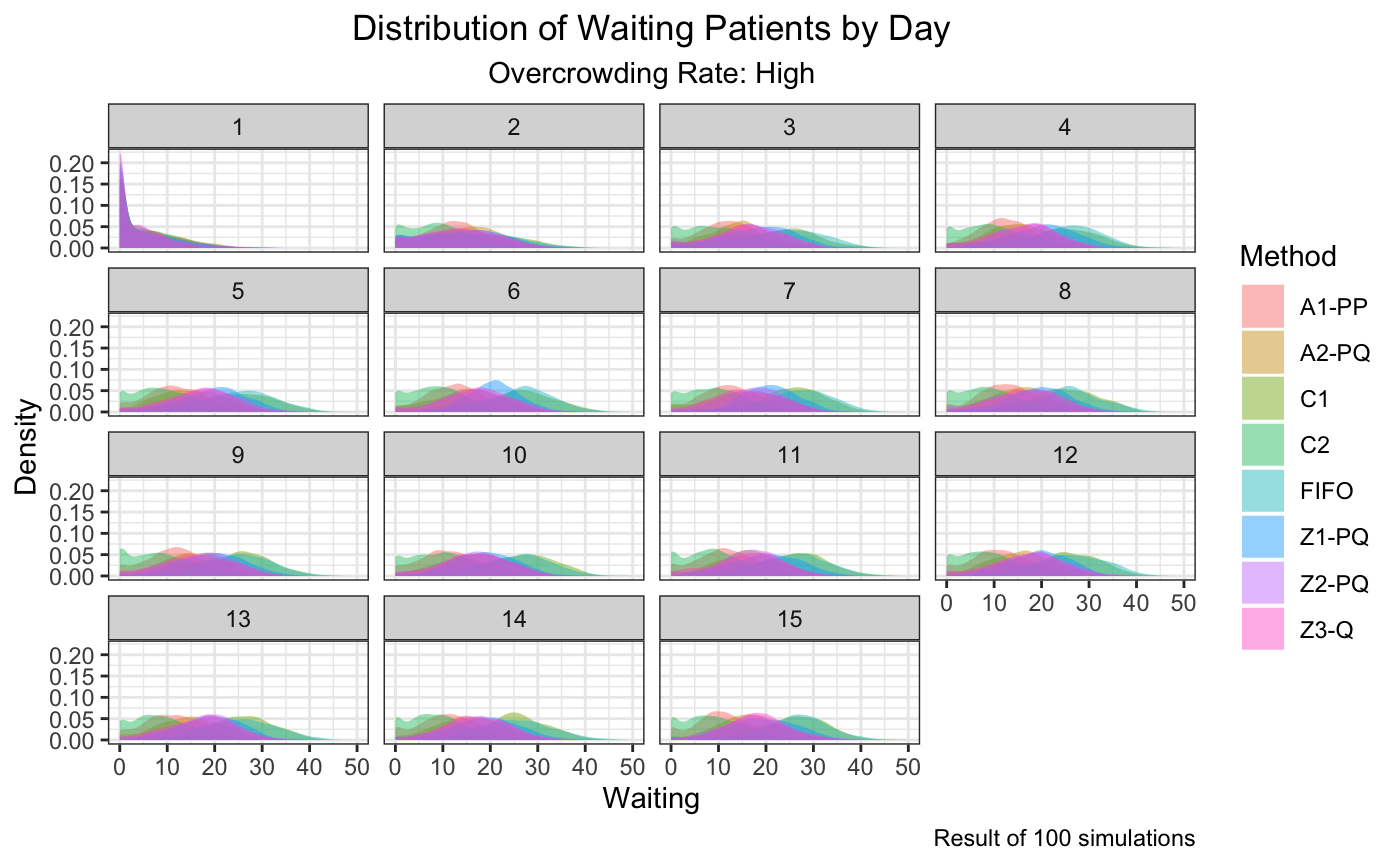 Distribution of Waiting Patients by Day
Overcrowding Rate: High
1 2 3 4
0.20
0.15
0.10
0.05
0.00
5 6 7 8
0.20
0.15
0.10
0.05
0.00
9 10 11 12
0.20
0.15
0.10
0.05
0.00
0 10 20 30 40 50
13 14 15
0.20
0.15
0.10
0.05
0.00
0 10 20 30 40 50 0 10 20 30 40 50 0 10 20 30 40 50
Density
Waiting
Method
A1-PP
A2-PQ
C1
C2
FIFO
Z1-PQ
Z2-PQ
Z3-Q
Result of 100 simulations